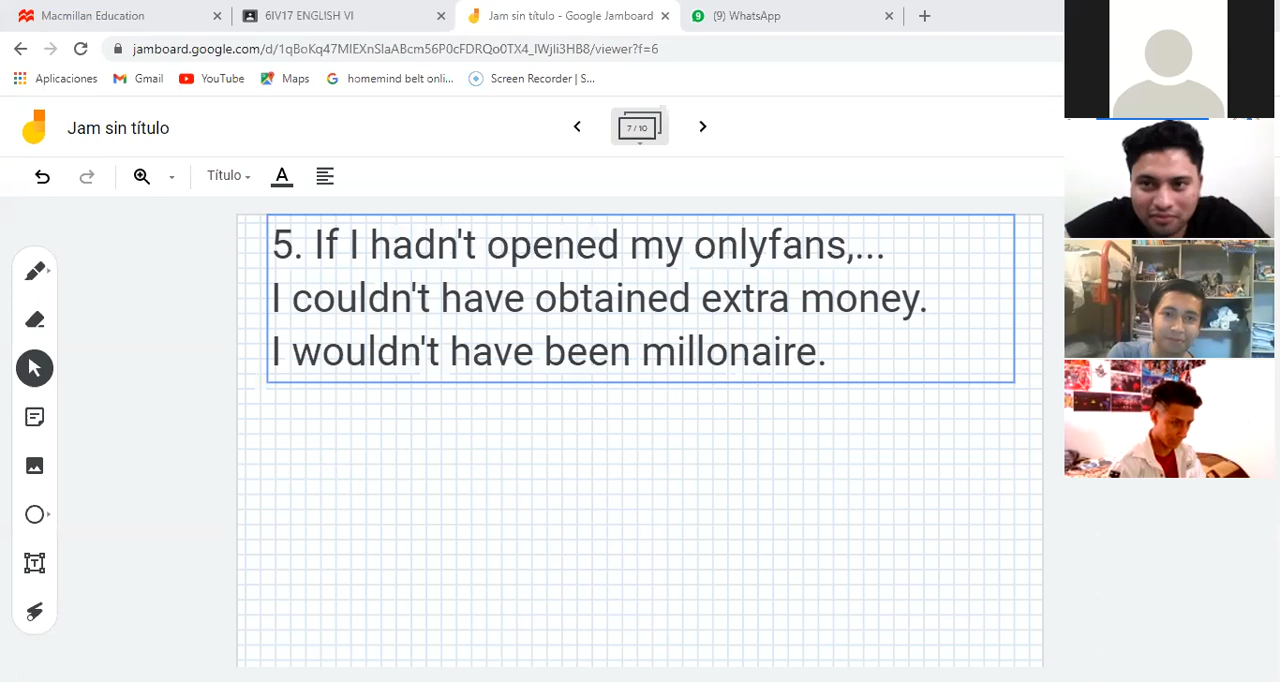 Macmillan Education
6IV17 ENGLISH VI
Jam sin título - Google Jamboard
(9) WhatsApp
jamboard.google.com/d/1qBoKq47MIEXnSlaABcm56P0cFDRQo0TX4_IWjli3HB8/viewer?f=6
Aplicaciones
Gmail
YouTube
Maps
homemind belt onli...
Screen Recorder | S...
Jam sin título
7 / 10
Título
5. If I hadn't opened my onlyfans,...
I couldn't have obtained extra money.
I wouldn't have been millonaire.